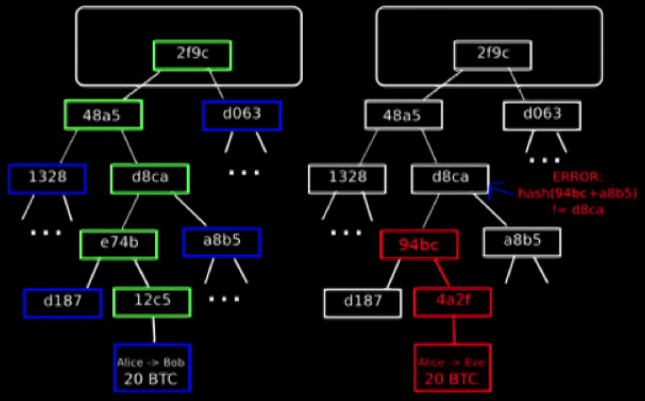 2f9c
48a5
d063
1328
d8ca
...
...
e74b
a8b5
d187
12c5
...
Alice -> Bob
20 BTC
2f9c
48a5
d063
...
1328
d8ca
ERROR:
hash(94bc+a8b5)
!= d8ca
...
94bc
a8b5
d187
4a2f
Alice -> Eve
20 BTC